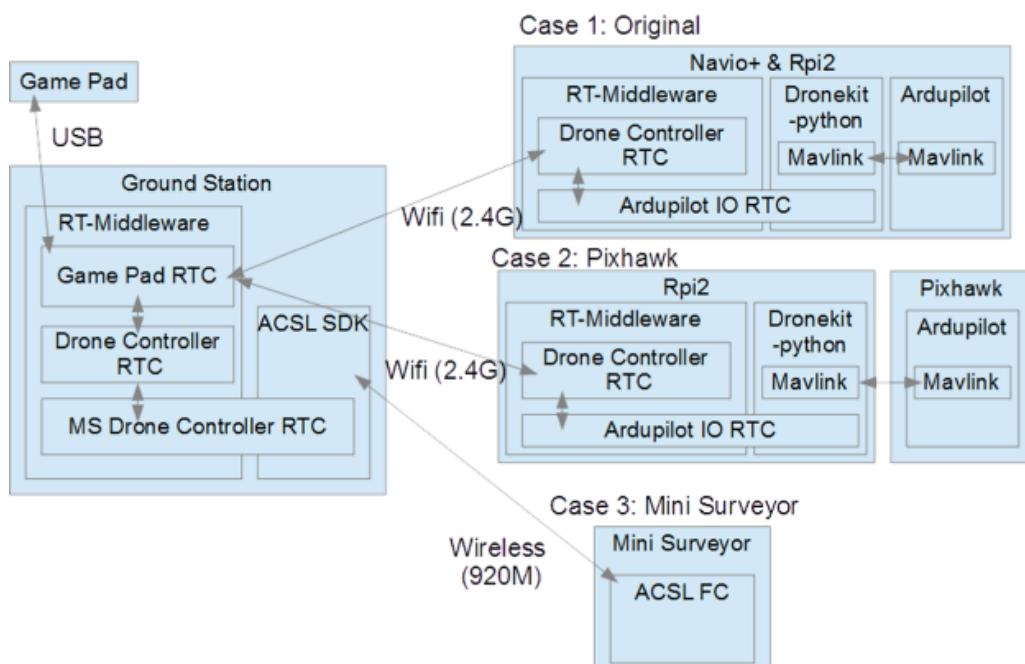 Game Pad
USB
Ground Station
RT-Middleware
Game Pad RTC
Drone Controller
RTC
MS Drone Controller RTC
ACSL SDK
Wifi (2.4G)
Wifi (2.4G)
Wireless
(920M)
Case 1: Original
Navio+ & Rpi2
RT-Middleware
Drone Controller
RTC
Ardupilot IO RTC
Dronekit
-python
Mavlink
Ardupilot
Mavlink
Case 2: Pixhawk
Rpi2
RT-Middleware
Drone Controller
RTC
Ardupilot IO RTC
Dronekit
-python
Mavlink
Pixhawk
Ardupilot
Mavlink
Case 3: Mini Surveyor
Mini Surveyor
ACSL FC